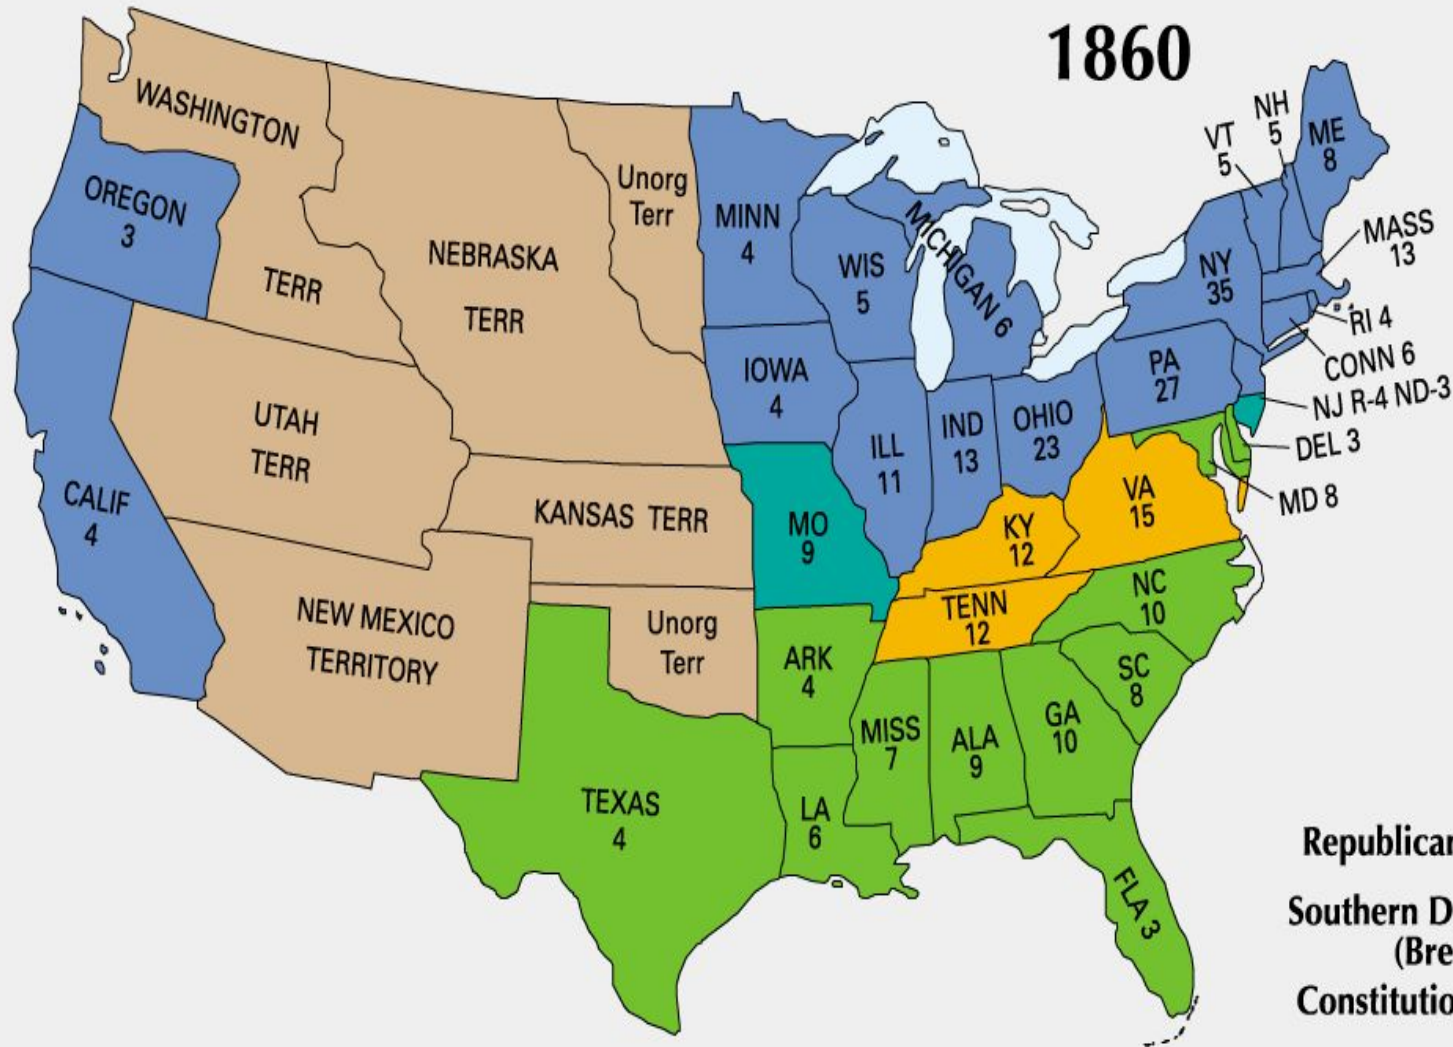 1860
WASHINGTON
TERR
OREGON
3
NEBRASKA
TERR
Unorg
Terr
MINN
4
WIS
5
MICHIGAN 6
VT
5
NH
5
ME
8
MASS
13
NY
35
RI 4
CONN 6
NJ R-4 ND-3
DEL 3
MD 8
PA
27
IOWA
4
ILL
11
IND
13
OHIO
23
UTAH
TERR
CALIF
4
KANSAS TERR
MO
9
KY
12
VA
15
NEW MEXICO
TERRITORY
Unorg
Terr
TENN
12
NC
10
ARK
4
SC
8
MISS
7
ALA
9
GA
10
TEXAS
4
LA
6
FLA 3
Republican
Southern D
(Bre
Constitutio